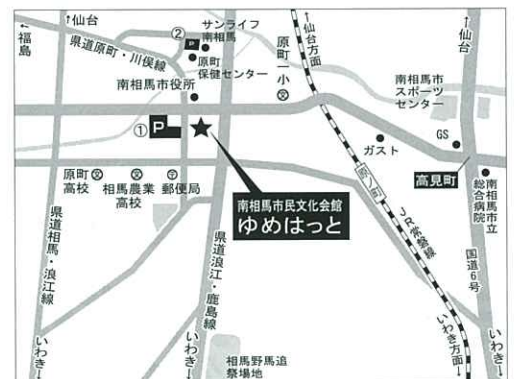 ↑仙台
←福島
県道原町・川俣線
②
P
サンライフ
南相馬
原町
保健センター
南相馬市役所
原町一小
↑仙台方面
↑仙台
南相馬市
スポーツ
センター
① P
ガスト
GS
高見町
南相馬市立
総合病院
原町
高校
相馬農業
高校
郵便局
原ノ町
JR常磐線
国道6号
南相馬市民文化会館
ゆめはっと
県道相馬・浪江線
県道浪江・鹿島線
相馬野馬追
祭場地
いわき↓
いわき↓
いわき方面↓
いわき↓